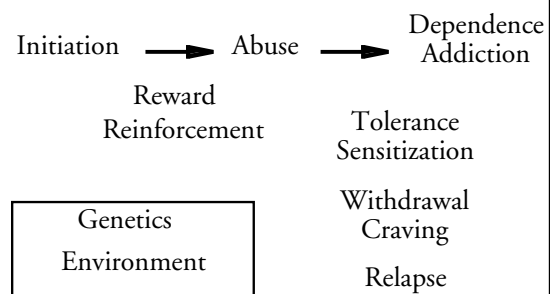 Initiation
Abuse
Dependence
Addiction
Reward
Reinforcement
Tolerance
Sensitization
Withdrawal
Craving
Relapse
Genetics
Environment